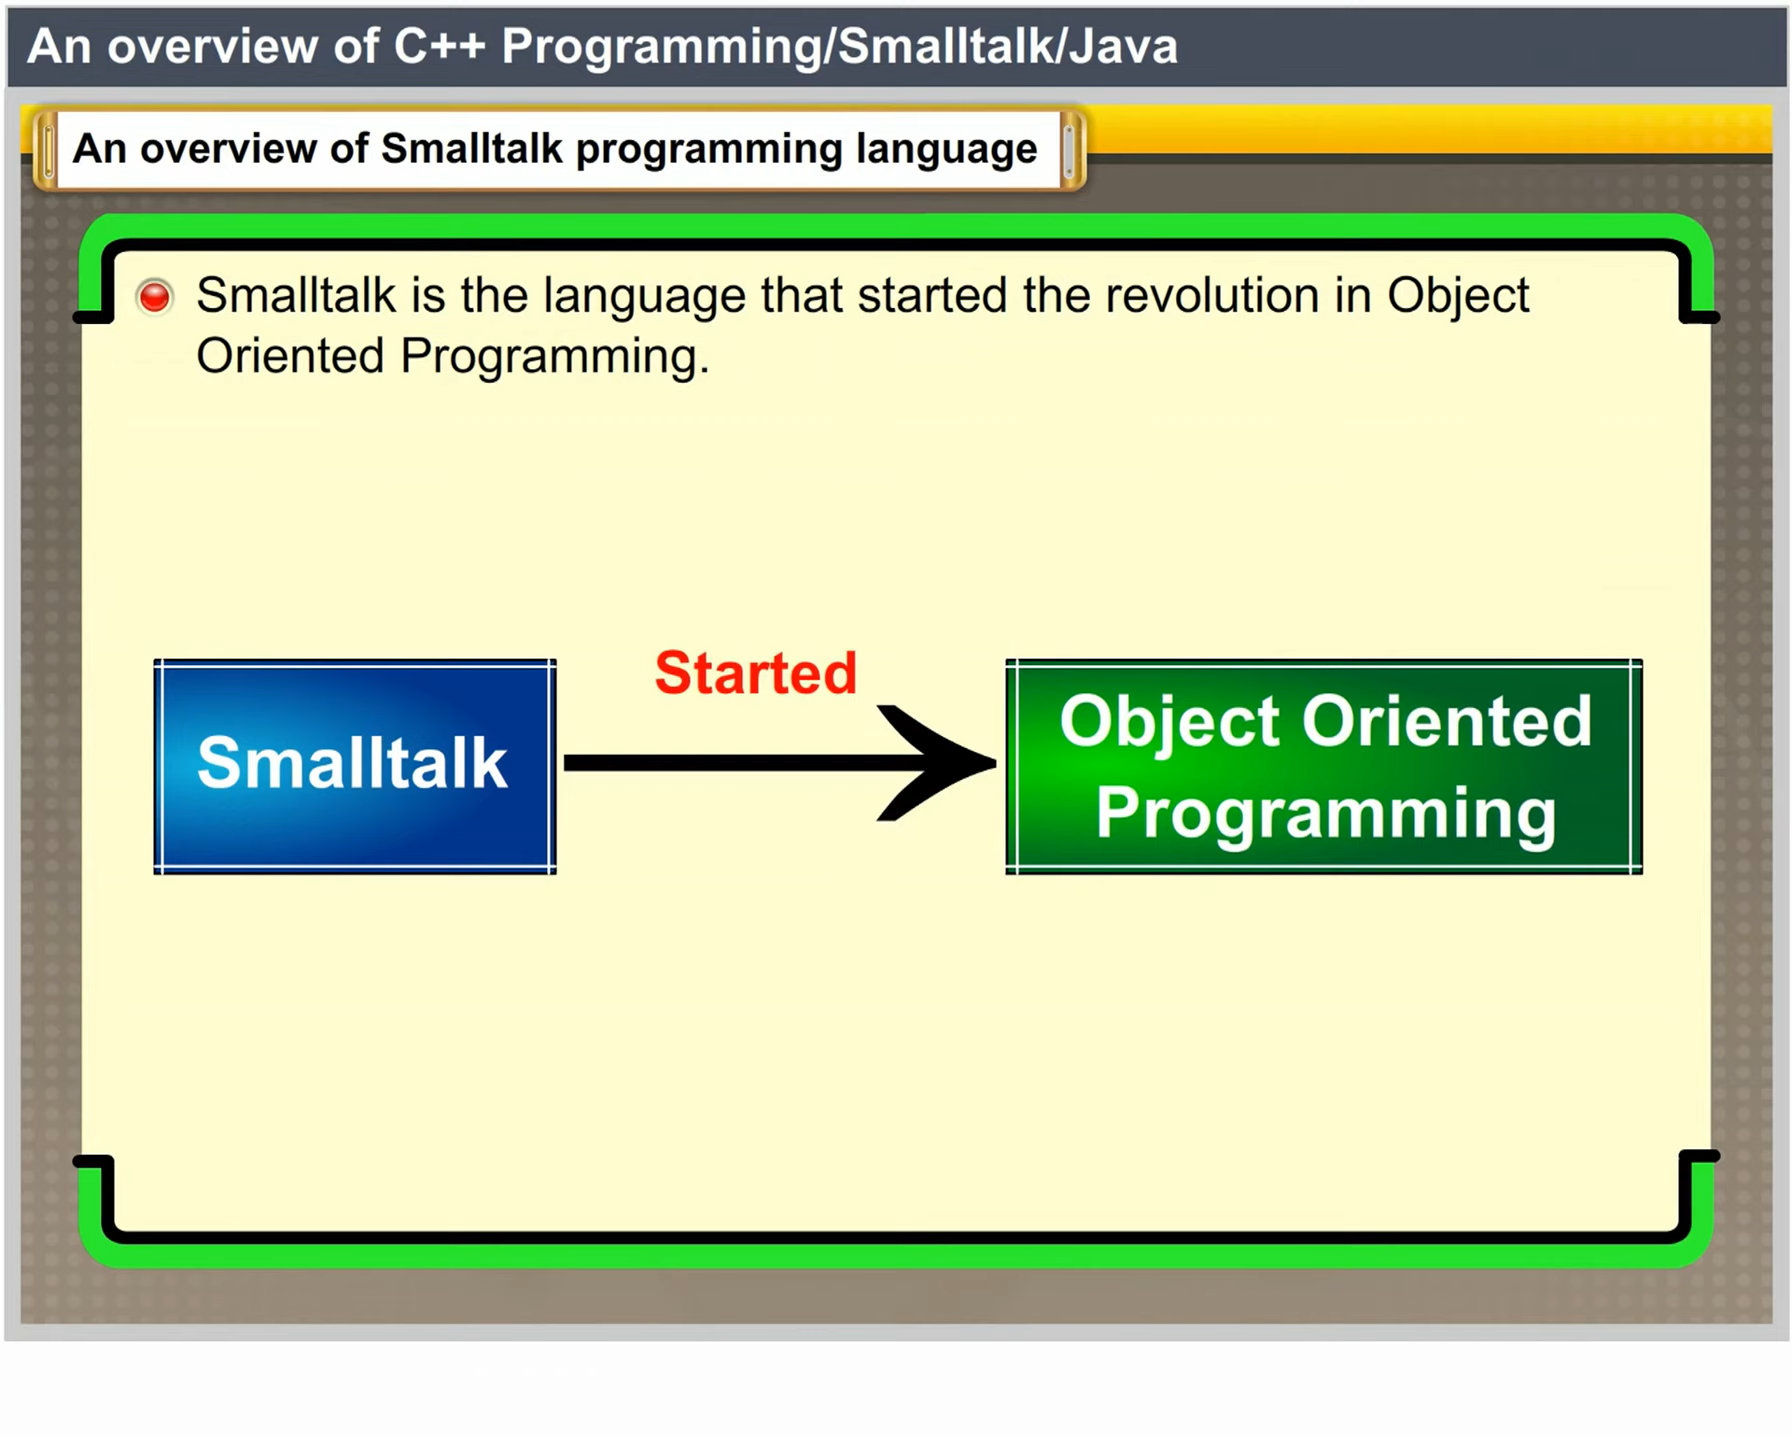 An overview of C++ Programming/Smalltalk/Java
An overview of Smalltalk programming language
Smalltalk is the language that started the revolution in Object
Oriented Programming.
Started
Smalltalk
Object Oriented
Programming